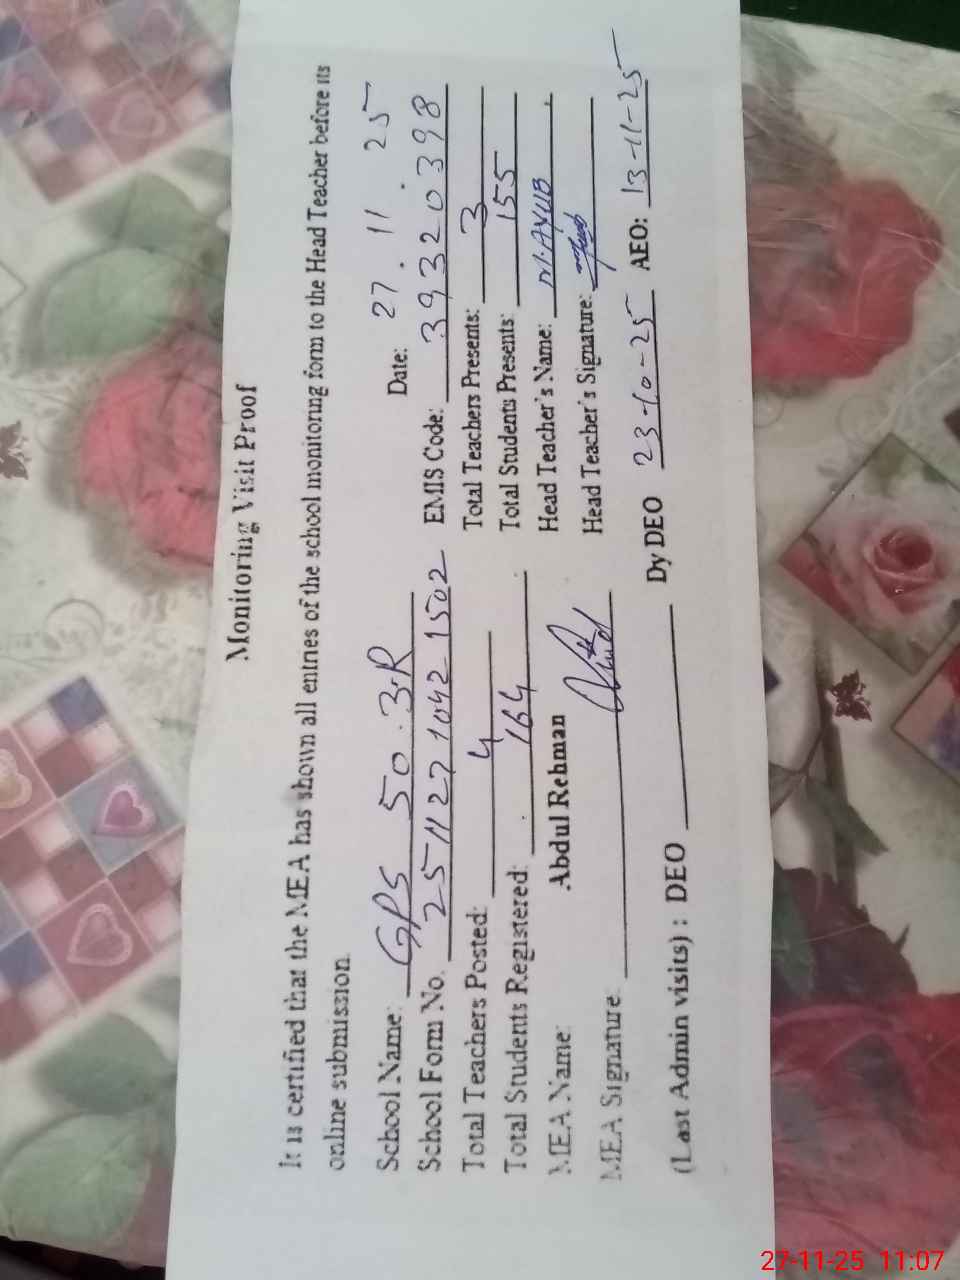 Monitoring Visit Proof
It is certified that the MEA has shown all entries of the school monitoring form to the Head Teacher before its
online submission.
Date: 27.11.25
School Name: GPS 50.3.R
School Form No. 2511271042 1502 EMIS Code: 39320398
Total Teachers Posted: 4 Total Teachers Presents: 3
Total Students Registered: 164 Total Students Presents: 155
MEA Name: Abdul Rehman Head Teacher's Name: M.AYUB
MEA Signature: Head Teacher's Signature:
(Last Admin visits) : DEO Dy DEO 23-10-25 AEO: 13-11-25
27-11-25 11:07